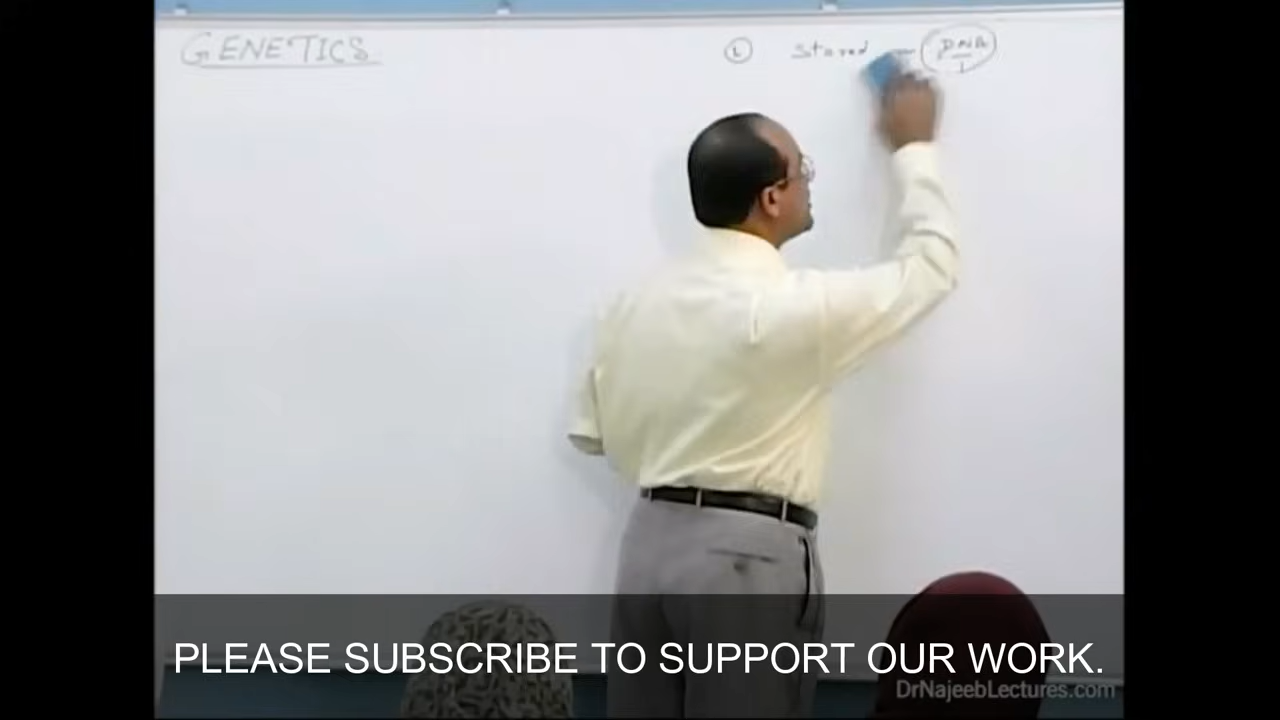 GENETICS
① Stored — DNA
PLEASE SUBSCRIBE TO SUPPORT OUR WORK.
DrNajeebLectures.com